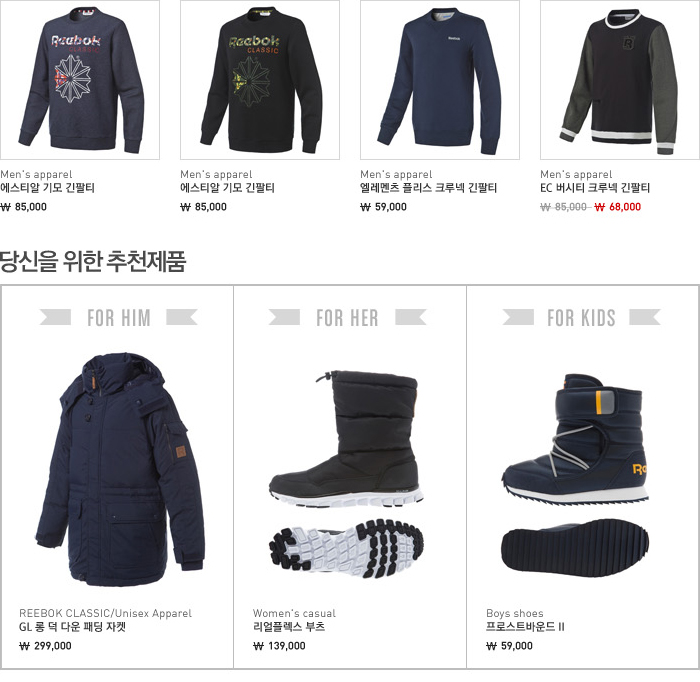 Reebok
CLASSIC
Reebok
CLASSIC
Reebok
R
Men's apparel
에스티알 기모 긴팔티
₩ 85,000
Men's apparel
에스티알 기모 긴팔티
₩ 85,000
Men's apparel
엘레멘츠 플리스 크루넥 긴팔티
₩ 59,000
Men's apparel
EC 버시티 크루넥 긴팔티
₩ 85,000 ₩ 68,000
당신을 위한 추천제품
FOR HIM
FOR HER
FOR KIDS
REEBOK CLASSIC/Unisex Apparel
GL 롱 덕 다운 패딩 자켓
₩ 299,000
Women's casual
리얼플렉스 부츠
₩ 139,000
Boys shoes
프로스트바운드 II
₩ 59,000